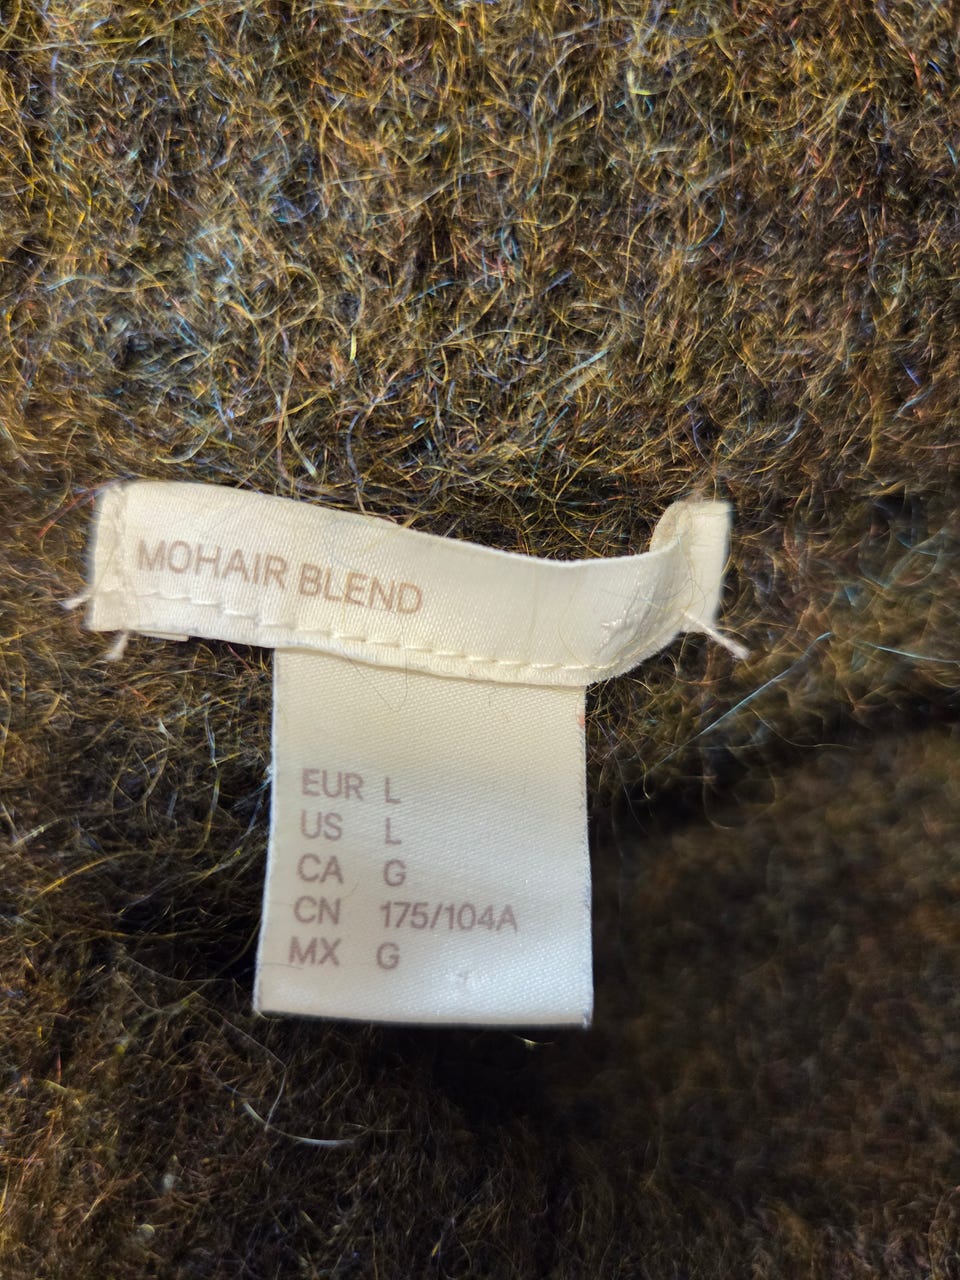 MOHAIR BLEND
EUR L
US L
CA G
CN 175/104A
MX G